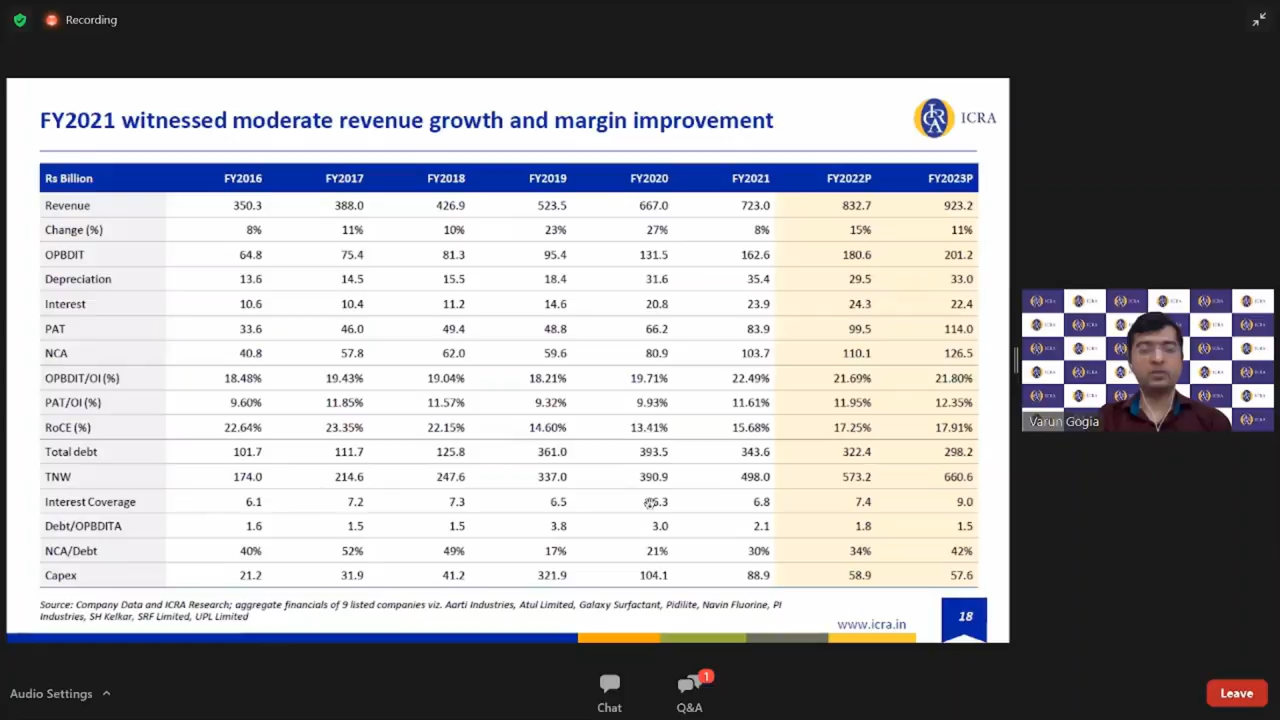 Recording
FY2021 witnessed moderate revenue growth and margin improvement
ICRA
Rs Billion FY2016 FY2017 FY2018 FY2019 FY2020 FY2021 FY2022P FY2023P
Revenue 350.3 388.0 426.9 523.5 667.0 723.0 832.7 923.2
Change (%) 8% 11% 10% 23% 27% 8% 15% 11%
OPBDIT 64.8 75.4 81.3 95.4 131.5 162.6 180.6 201.2
Depreciation 13.6 14.5 15.5 18.4 31.6 35.4 29.5 33.0
Interest 10.6 10.4 11.2 14.6 20.8 23.9 24.3 22.4
PAT 33.6 46.0 49.4 48.8 66.2 83.9 99.5 114.0
NCA 40.8 57.8 62.0 59.6 80.9 103.7 110.1 126.5
OPBDIT/OI (%) 18.48% 19.43% 19.04% 18.21% 19.71% 22.49% 21.69% 21.80%
PAT/OI (%) 9.60% 11.85% 11.57% 9.32% 9.93% 11.61% 11.95% 12.35%
RoCE (%) 22.64% 23.35% 22.15% 14.60% 13.41% 15.68% 17.25% 17.91%
Total debt 101.7 111.7 125.8 361.0 393.5 343.6 322.4 298.2
TNW 174.0 214.6 247.6 337.0 390.9 498.0 573.2 660.6
Interest Coverage 6.1 7.2 7.3 6.5 6.8 7.4 9.0
Debt/OPBDITA 1.6 1.5 1.5 3.8 3.0 2.1 1.8 1.5
NCA/Debt 40% 52% 49% 17% 21% 30% 34% 42%
Capex 21.2 31.9 41.2 321.9 104.1 88.9 58.9 57.6
Source: Company Data and ICRA Research; aggregate financials of 9 listed companies viz. Aarti Industries, Atul Limited, Galaxy Surfactant, Pidilite, Navin Fluorine, PI
Industries, SH Kelkar, SRF Limited, UPL Limited
www.icra.in
18
Varun Gogia
Audio Settings
Chat
Q&A
1
Leave